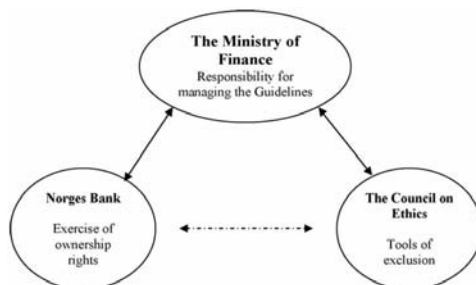 The Ministry of
Finance
Responsibility for
managing the Guidelines
Norges Bank
Exercise of
ownership
rights
The Council on
Ethics
Tools of
exclusion